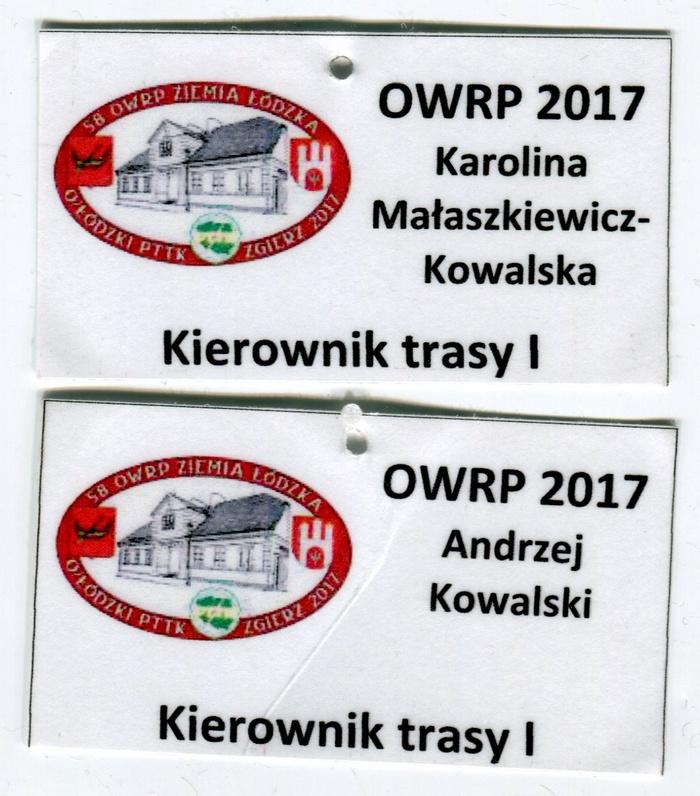 58 OWRP ZIEMIA ŁÓDZKA
O/ŁÓDZKI PTTK ZGIERZ 2017
OWRP 2017
Karolina
Małaszkiewicz-
Kowalska
Kierownik trasy I
58 OWRP ZIEMIA ŁÓDZKA
O/ŁÓDZKI PTTK ZGIERZ 2017
OWRP 2017
Andrzej
Kowalski
Kierownik trasy I